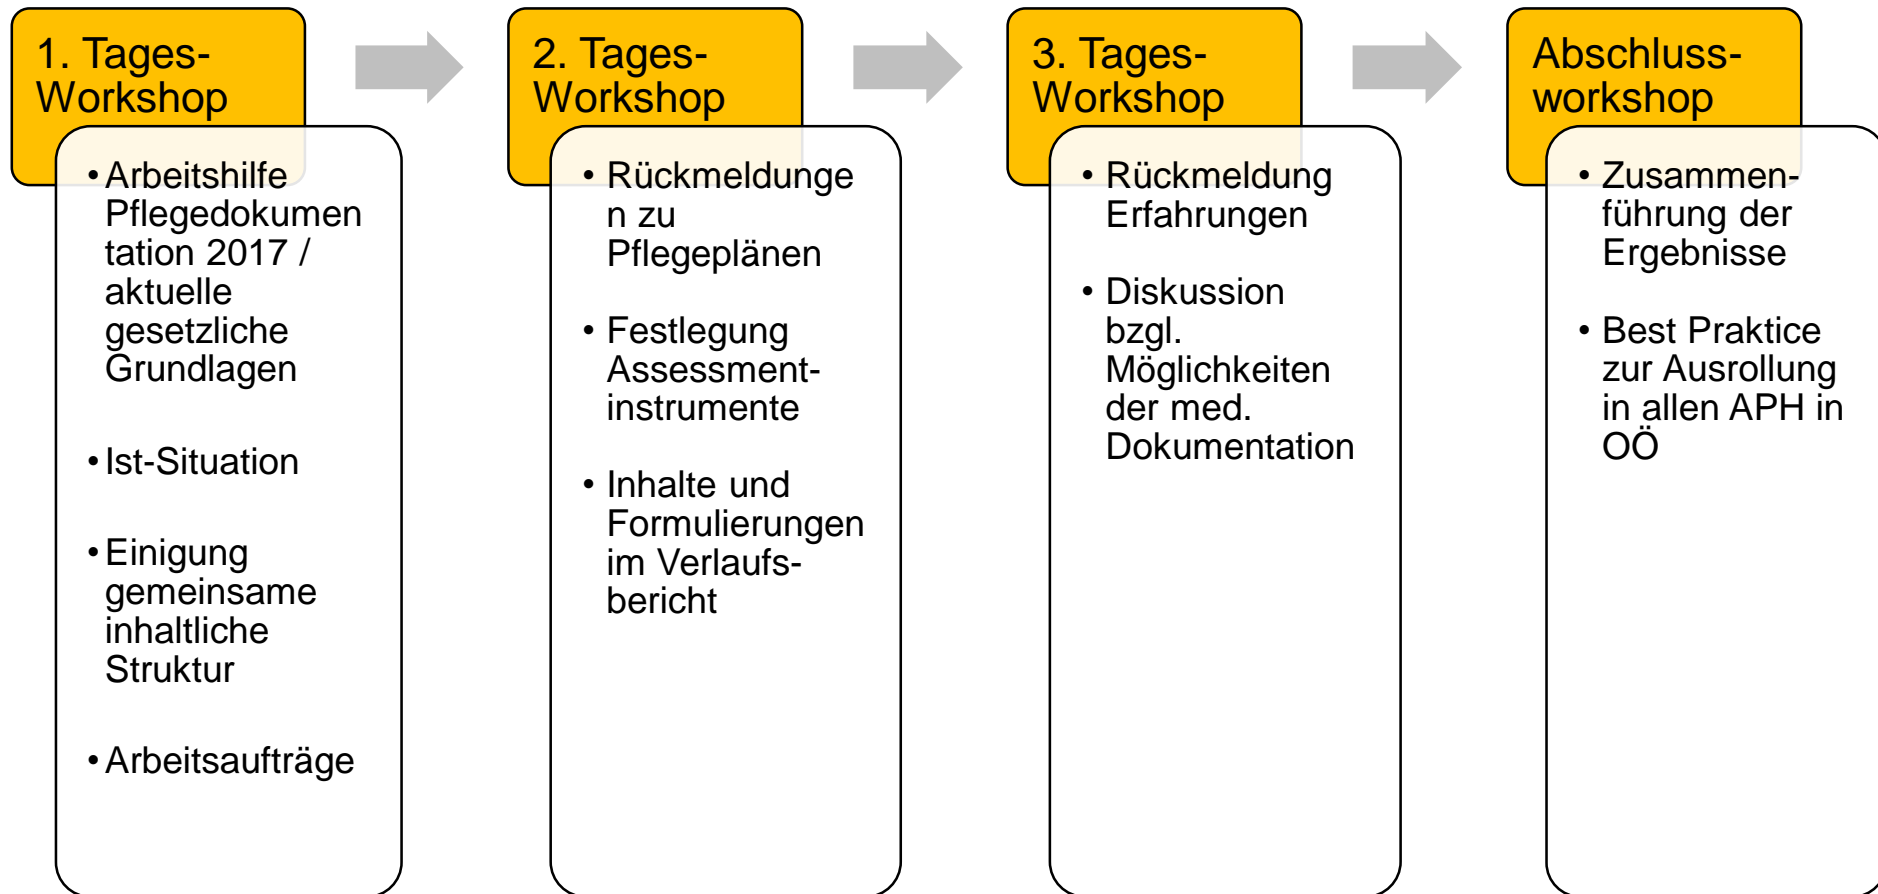 1. Tages-
Workshop
• Arbeitshilfe
Pflegedokumen
tation 2017 /
aktuelle
gesetzliche
Grundlagen
• Ist-Situation
• Einigung
gemeinsame
inhaltliche
Struktur
• Arbeitsaufträge
2. Tages-
Workshop
• Rückmeldunge
n zu
Pflegeplänen
• Festlegung
Assessment-
instrumente
• Inhalte und
Formulierungen
im Verlaufs-
bericht
3. Tages-
Workshop
• Rückmeldung
Erfahrungen
• Diskussion
bzgl.
Möglichkeiten
der med.
Dokumentation
Abschluss-
workshop
• Zusammen-
führung der
Ergebnisse
• Best Praktice
zur Ausrollung
in allen APH in
OÖ